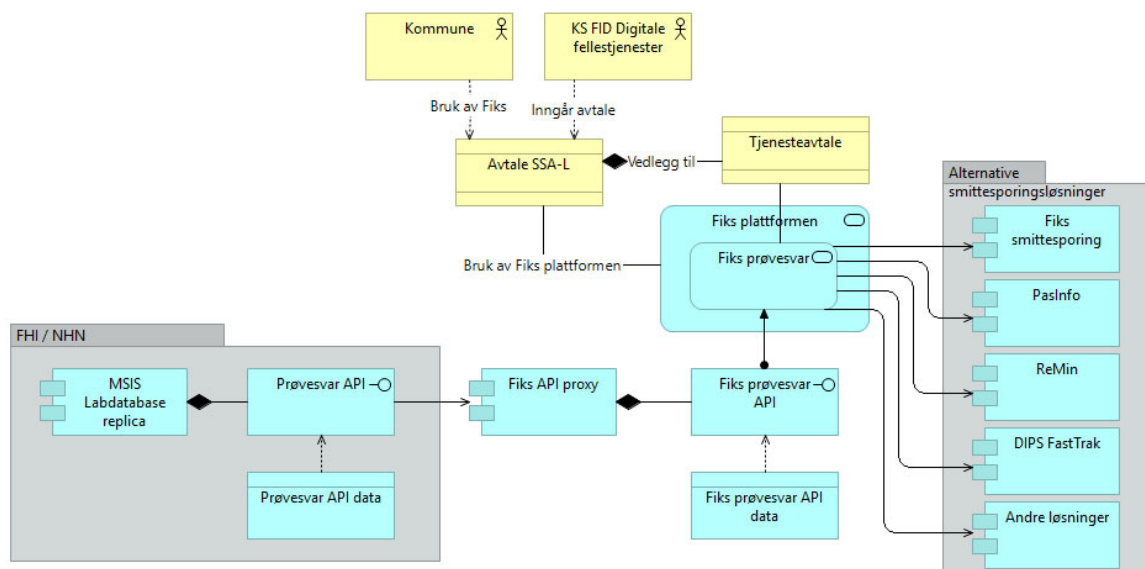 Kommune
KS FID Digitale
fellestjenester
Bruk av Fiks
Inngår avtale
Avtale SSA-L
Vedlegg til
Tjenesteavtale
Alternative
smittesporingsløsninger
Fiks plattformen
Fiks
smittesporing
Bruk av Fiks plattformen
Fiks prøvesvar
PasInfo
FHI / NHN
MSIS
Labdatabase
replica
Prøvesvar API
Fiks API proxy
Fiks prøvesvar
API
ReMin
DIPS FastTrak
Prøvesvar API data
Fiks prøvesvar API
data
Andre løsninger